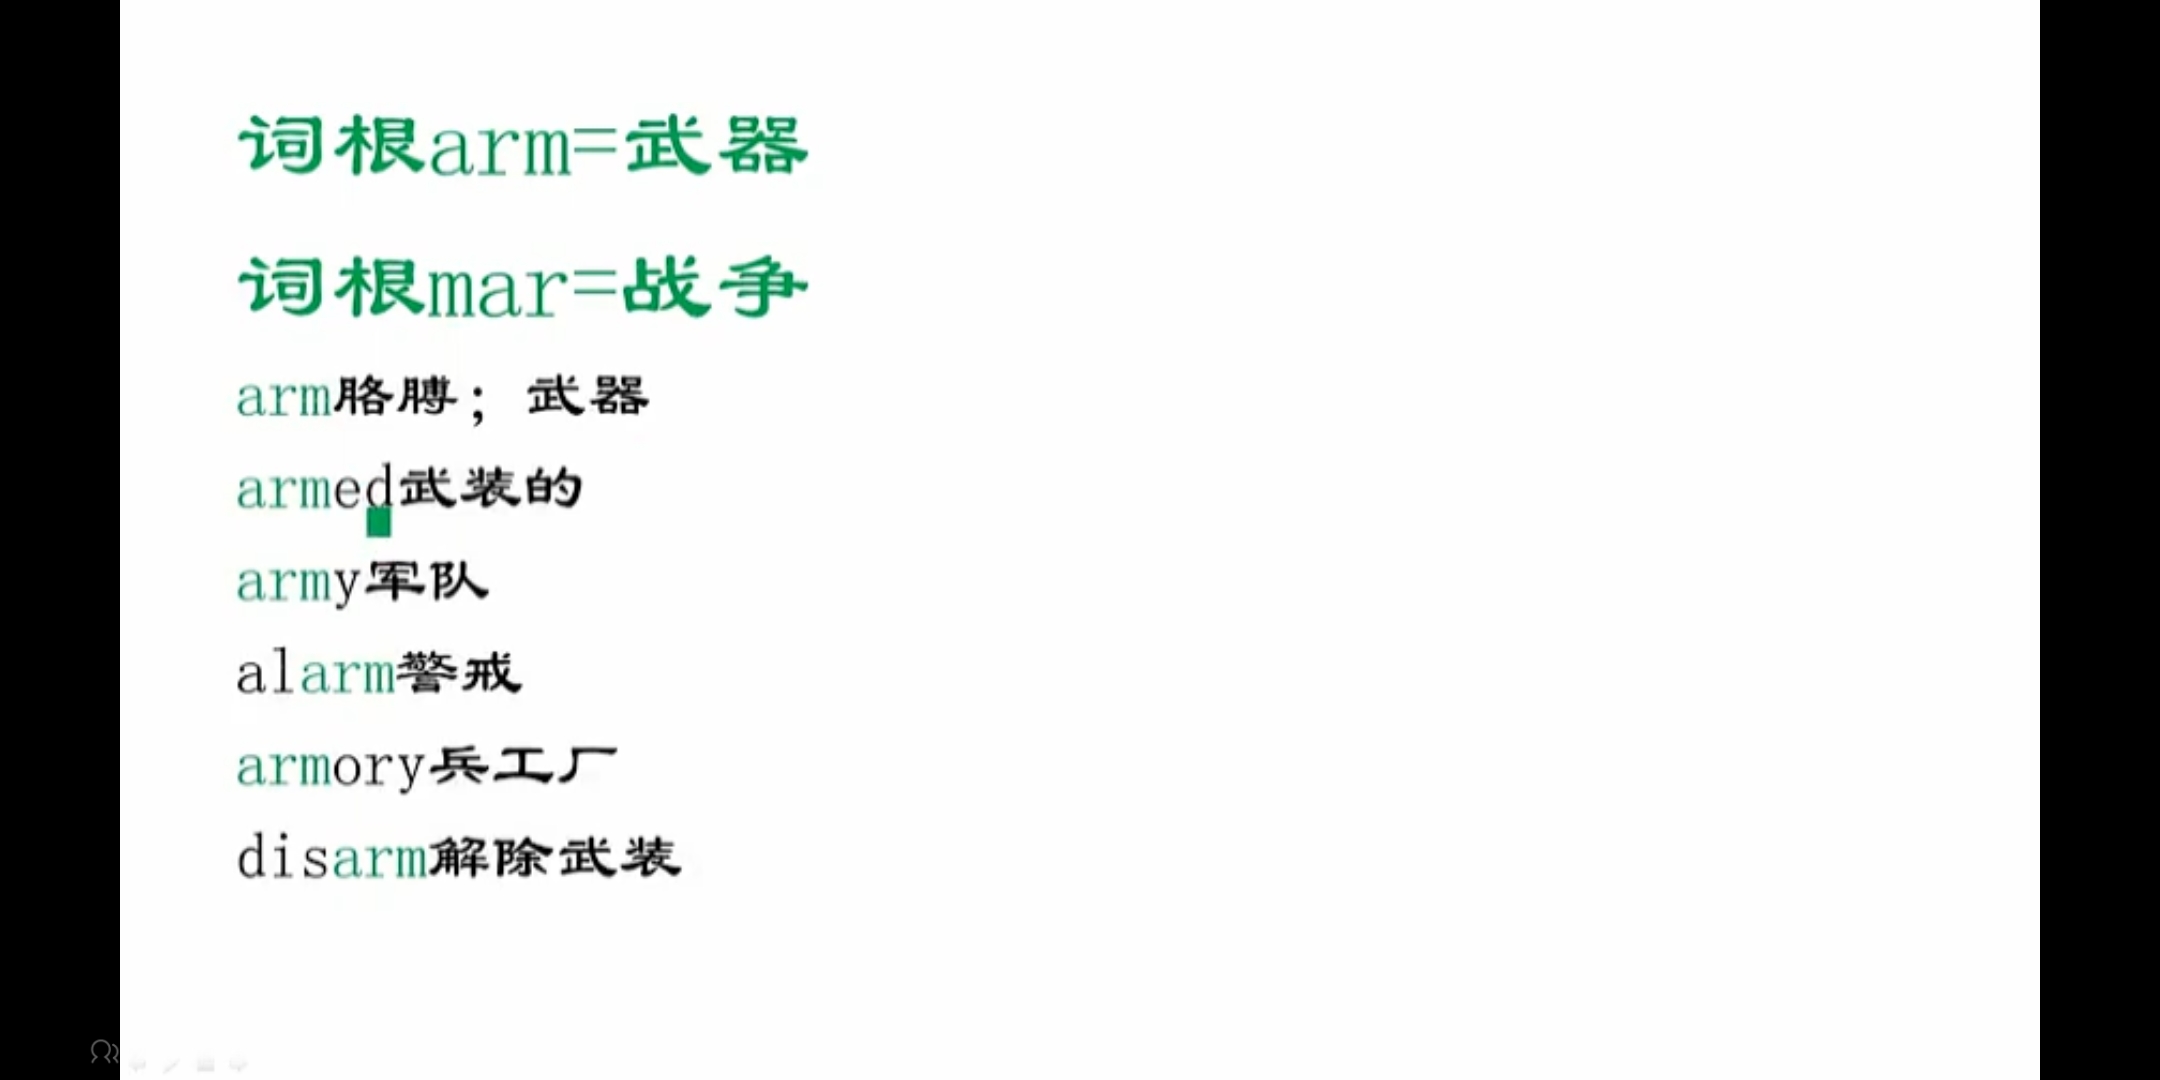 词根arm=武器
词根mar=战争
arm胳膊；武器
armed武装的
army军队
alarm警戒
armory兵工厂
disarm解除武装